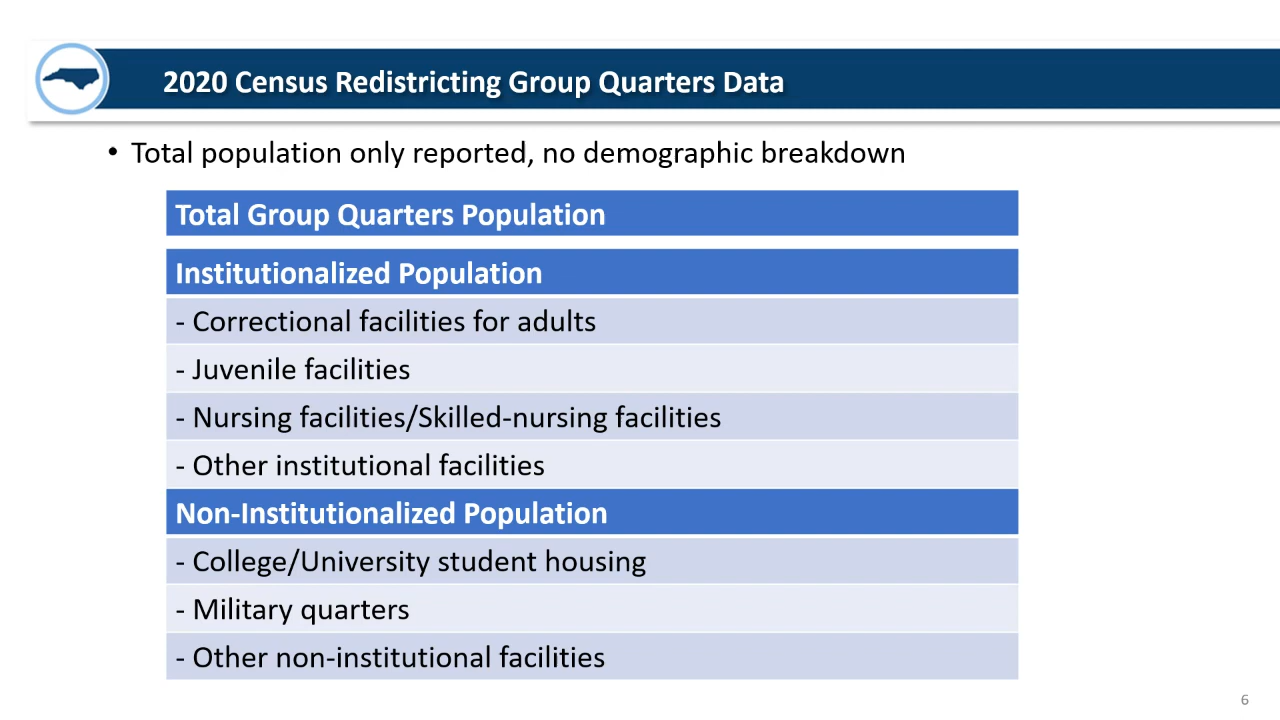 2020 Census Redistricting Group Quarters Data
• Total population only reported, no demographic breakdown
Total Group Quarters Population
Institutionalized Population
- Correctional facilities for adults
- Juvenile facilities
- Nursing facilities/Skilled-nursing facilities
- Other institutional facilities
Non-Institutionalized Population
- College/University student housing
- Military quarters
- Other non-institutional facilities
6